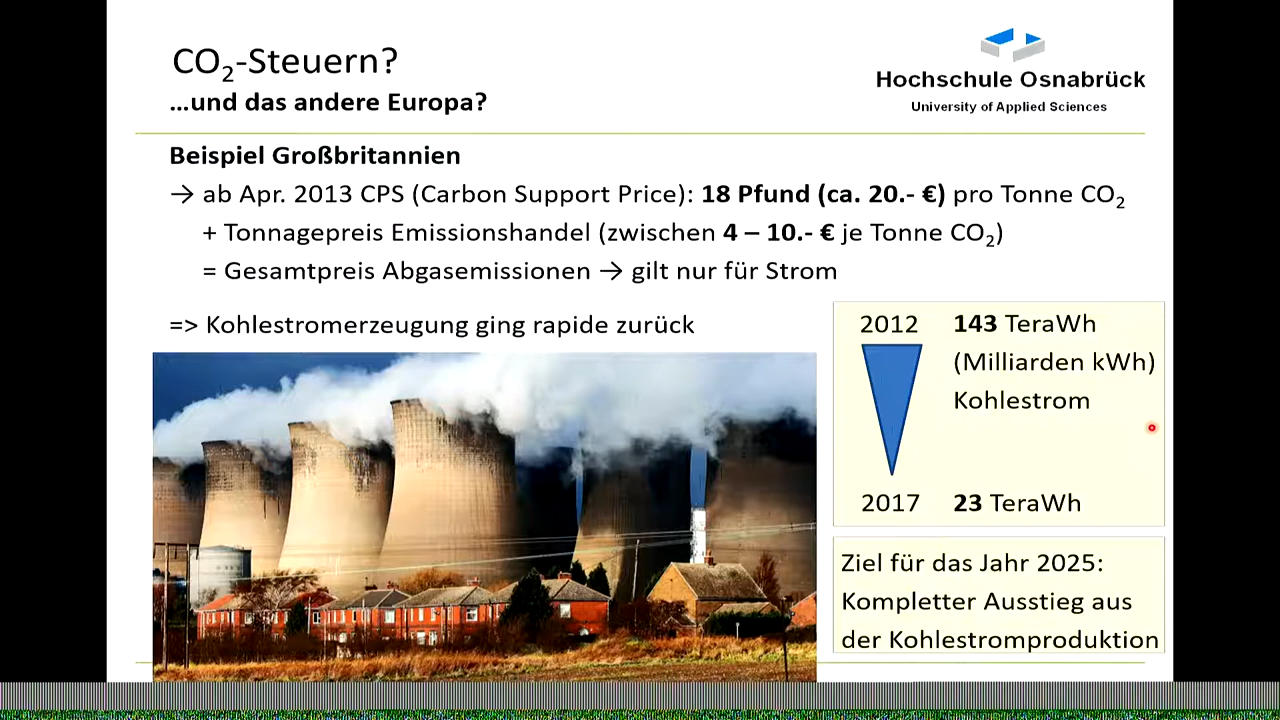 CO₂-Steuern?
...und das andere Europa?
Hochschule Osnabrück
University of Applied Sciences
Beispiel Großbritannien
→ ab Apr. 2013 CPS (Carbon Support Price): 18 Pfund (ca. 20.- €) pro Tonne CO₂
+ Tonnagepreis Emissionshandel (zwischen 4 – 10.- € je Tonne CO₂)
= Gesamtpreis Abgasemissionen → gilt nur für Strom
=> Kohlestromerzeugung ging rapide zurück
2012 143 TeraWh
(Milliarden kWh)
Kohlestrom
2017 23 TeraWh
Ziel für das Jahr 2025:
Kompletter Ausstieg aus
der Kohlestromproduktion